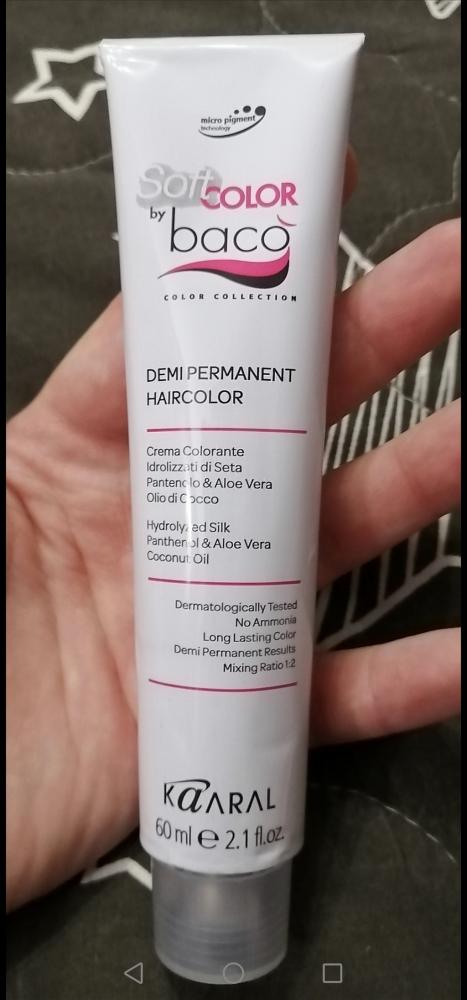 micro pigment
technology
Soft COLOR
by
bacò
COLOR COLLECTION
DEMI PERMANENT
HAIRCOLOR
Crema Colorante
Idrolizzati di Seta
Pantenolo & Aloe Vera
Olio di Cocco
Hydrolyzed Silk
Panthenol & Aloe Vera
Coconut Oil
Dermatologically Tested
No Ammonia
Long Lasting Color
Demi Permanent Results
Mixing Ratio 1:2
KaARAL
60 ml e 2.1 fl.oz.